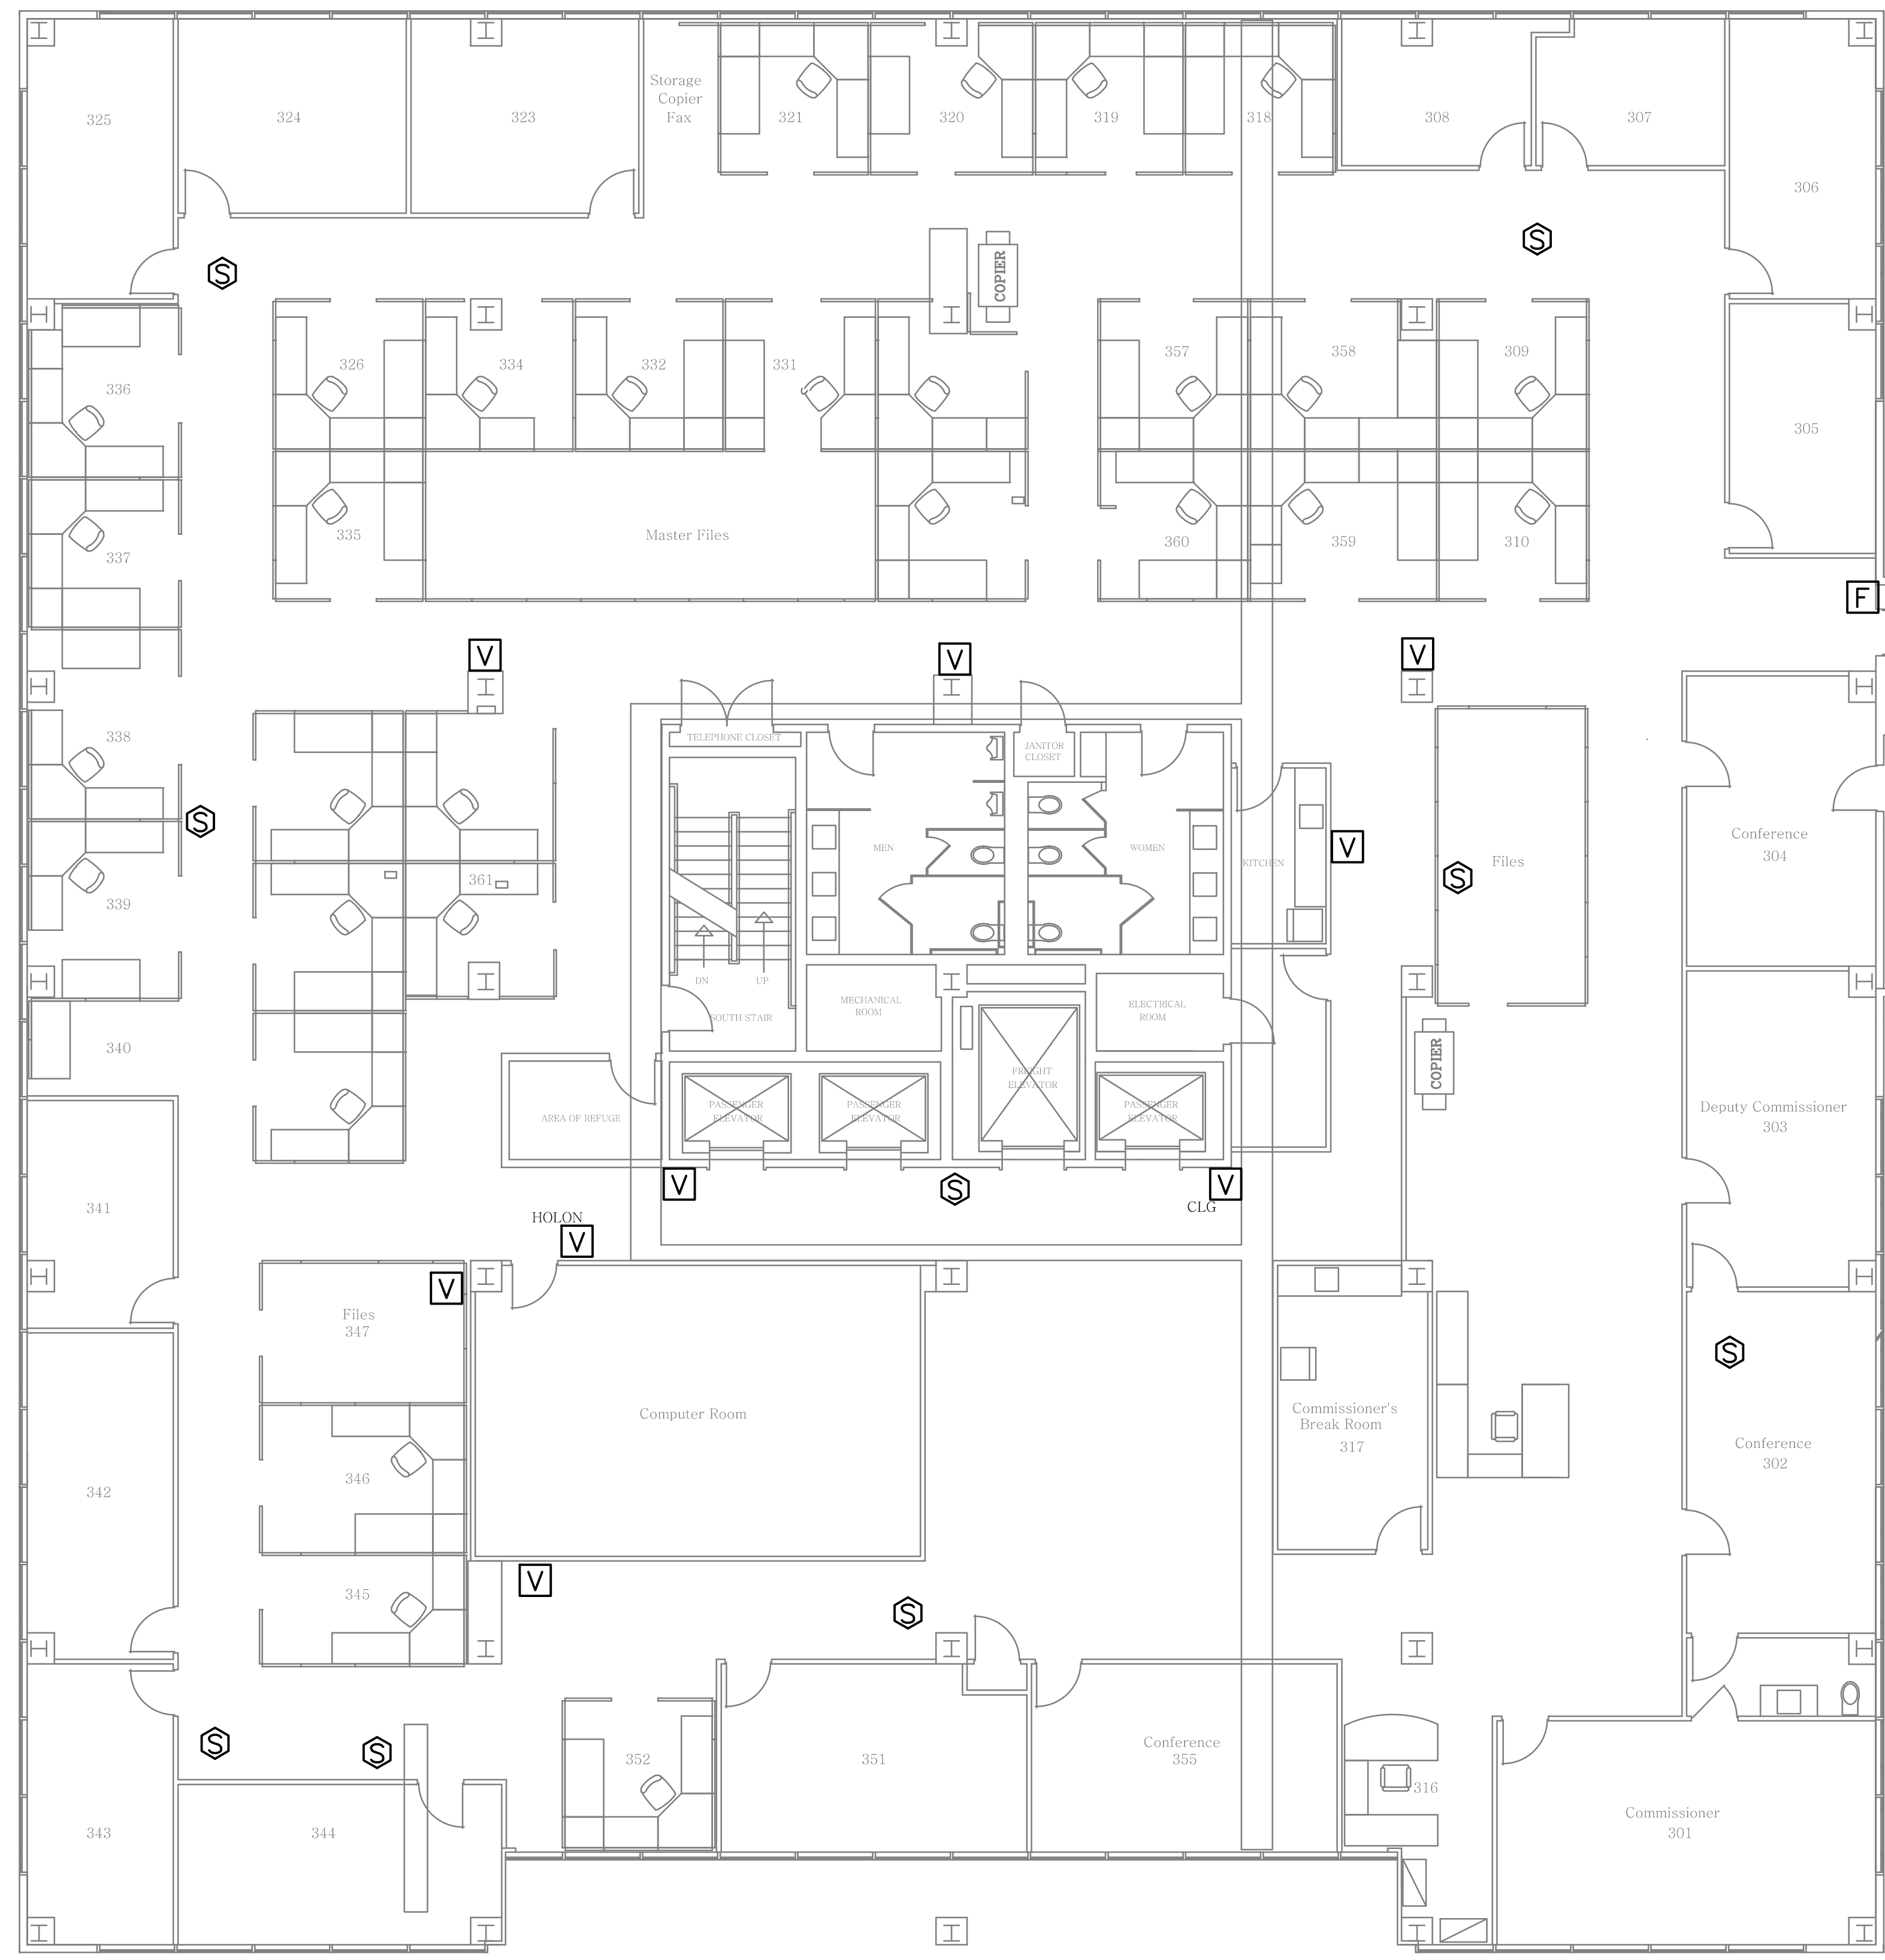 325
324
323
Storage
Copier
Fax
321
320
319
318
308
307
306
S
S
COPIER
336
326
334
332
331
357
358
309
305
337
335
Master Files
360
359
310
F
V
V
V
338
TELEPHONE CLOSET
JANITOR
CLOSET
S
MEN
WOMEN
KITCHEN
V
Conference
304
Files
S
339
361
DN
UP
MECHANICAL
ROOM
ELECTRICAL
ROOM
SOUTH STAIR
340
COPIER
FREIGHT
ELEVATOR
AREA OF REFUGE
PASSENGER
ELEVATOR
PASSENGER
ELEVATOR
PASSENGER
ELEVATOR
Deputy Commissioner
303
V
S
V
341
HOLON
CLG
V
V
Files
347
S
Computer Room
Commissioner's
Break Room
317
Conference
302
346
342
345
V
S
S
S
352
351
Conference
355
316
Commissioner
301
343
344